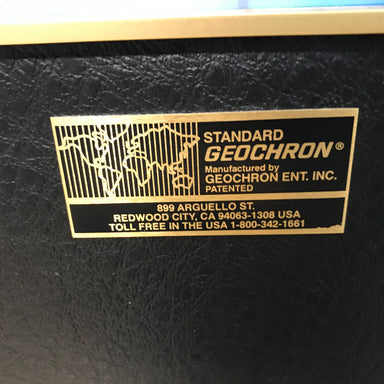 STANDARD
GEOCHRON®
Manufactured by
GEOCHRON ENT. INC.
PATENTED
899 ARGUELLO ST.
REDWOOD CITY, CA 94063-1308 USA
TOLL FREE IN THE USA 1-800-342-1661